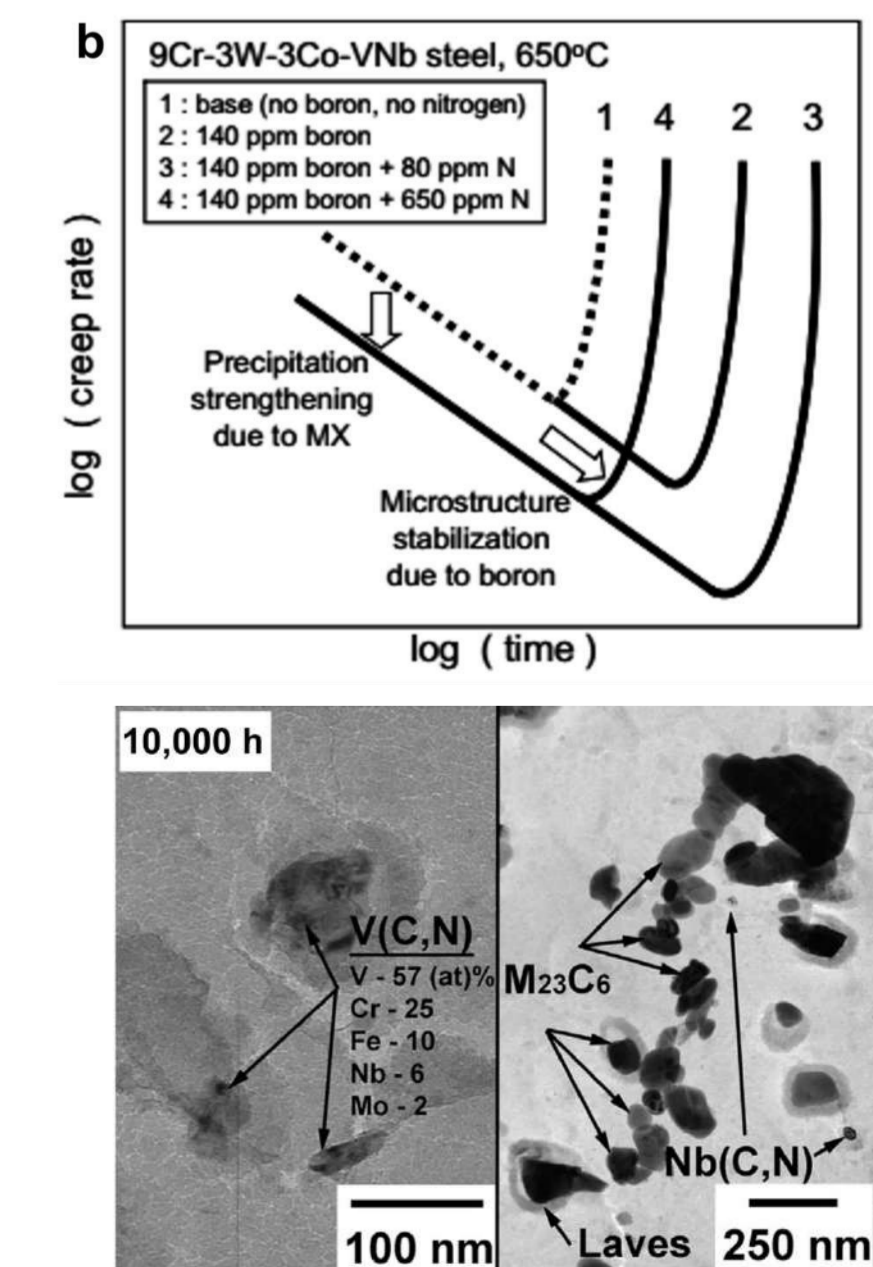 b
9Cr-3W-3Co-VNb steel, 650°C
1 : base (no boron, no nitrogen)
2 : 140 ppm boron
3 : 140 ppm boron + 80 ppm N
4 : 140 ppm boron + 650 ppm N
1 4 2 3
log ( creep rate )
Precipitation
strengthening
due to MX
Microstructure
stabilization
due to boron
log ( time )
10,000 h
V(C,N)
V - 57 (at)%
Cr - 25
Fe - 10
Nb - 6
Mo - 2
100 nm
M23C6
Nb(C,N)
Laves
250 nm